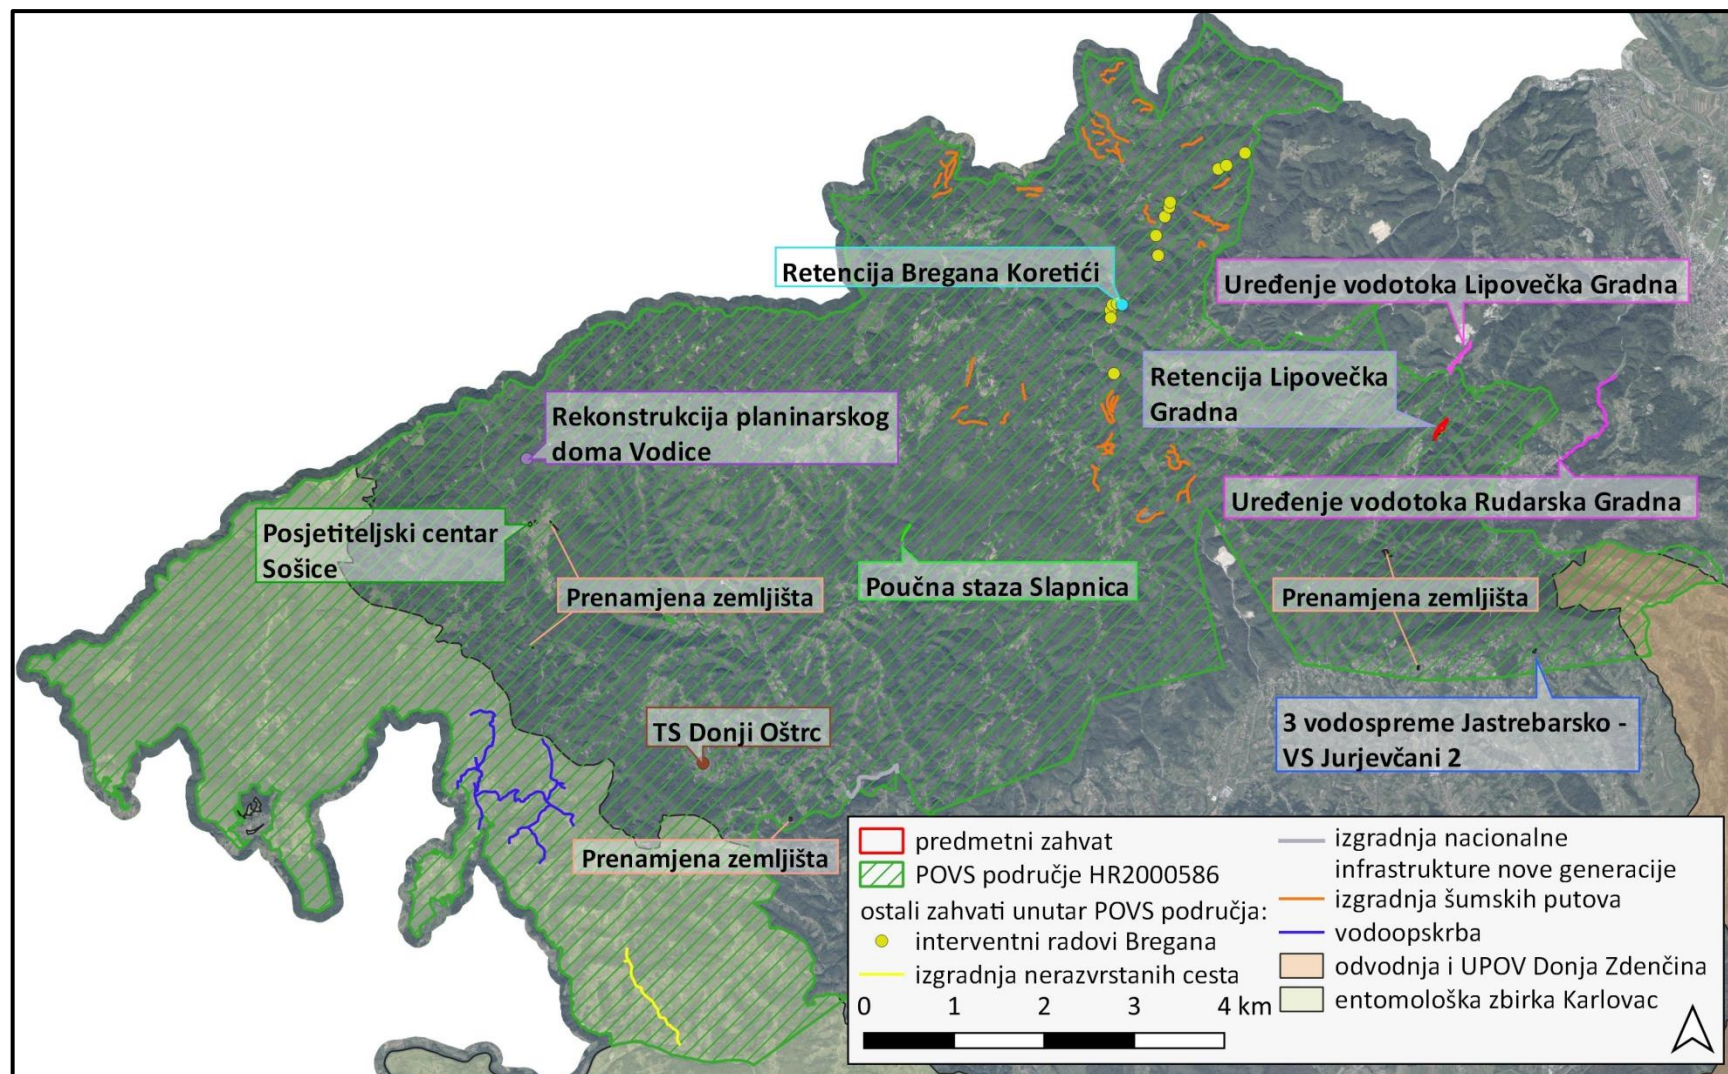 Retencija Bregana Koretići
Uređenje vodotoka Lipovečka Gradna
Retencija Lipovečka
Gradna
Rekonstrukcija planinarskog
doma Vodice
Uređenje vodotoka Rudarska Gradna
Posjetiteljski centar
Sošice
Prenamjena zemljišta
Poučna staza Slapnica
Prenamjena zemljišta
TS Donji Oštrc
3 vodospreme Jastrebarsko -
VS Jurjevčani 2
Prenamjena zemljišta
predmetni zahvat
POVS područje HR2000586
ostali zahvati unutar POVS područja:
interventni radovi Bregana
izgradnja nerazvrstanih cesta
0 1 2 3 4 km
izgradnja nacionalne
infrastrukture nove generacije
izgradnja šumskih putova
vodoopskrba
odvodnja i UPOV Donja Zdenčina
entomološka zbirka Karlovac